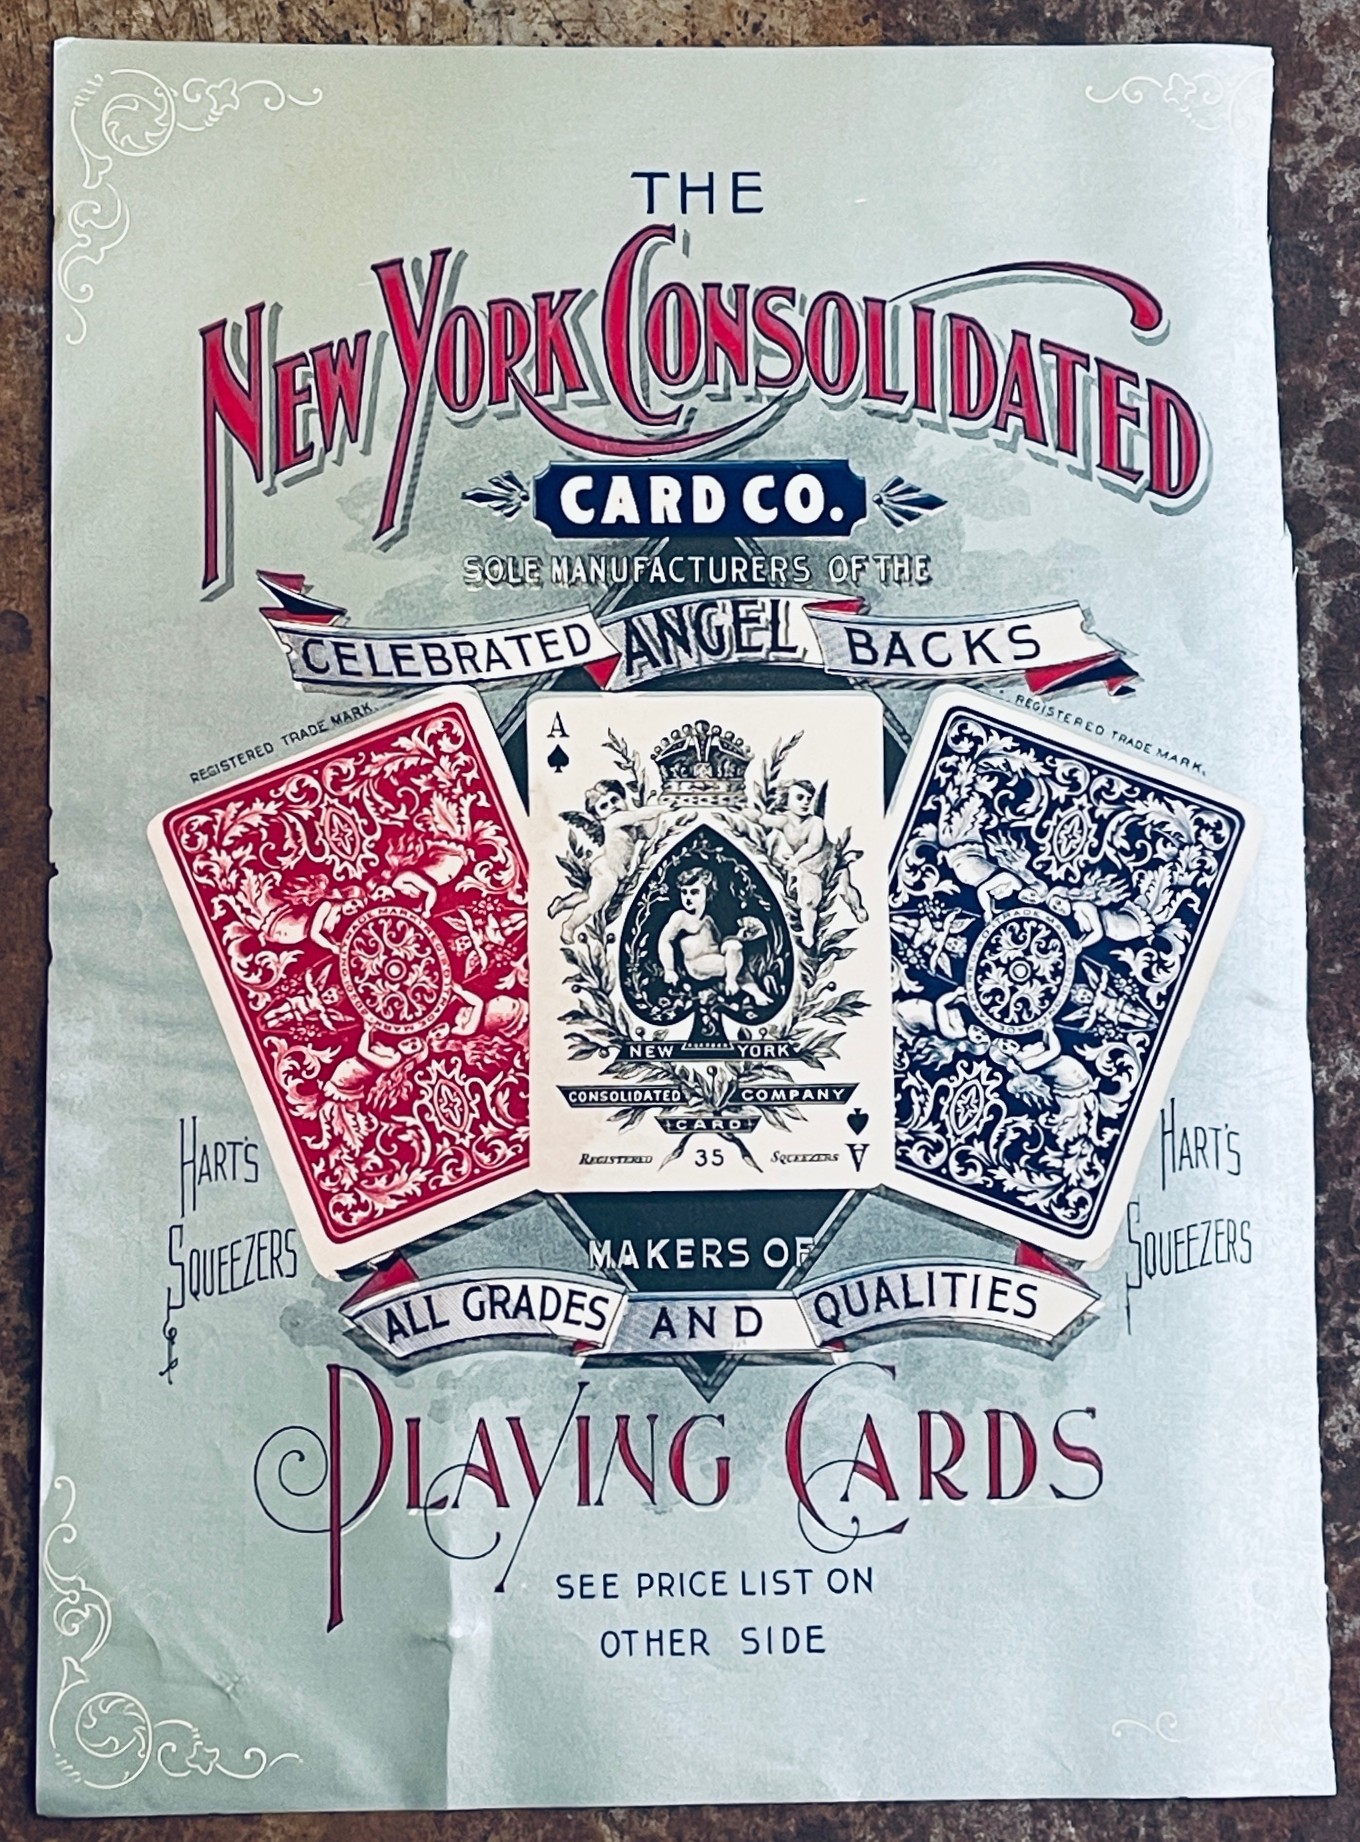 THE
NEW YORK CONSOLIDATED
CARD CO.
SOLE MANUFACTURERS OF THE
CELEBRATED ANGEL BACKS
REGISTERED TRADE MARK.
REGISTERED TRADE MARK.
A
NEW YORK
CONSOLIDATED COMPANY
CARD
REGISTERED 35 SQUEEZERS
A
HART'S
SQUEEZERS
HART'S
SQUEEZERS
MAKERS OF
ALL GRADES AND QUALITIES
PLAYING CARDS
SEE PRICE LIST ON
OTHER SIDE